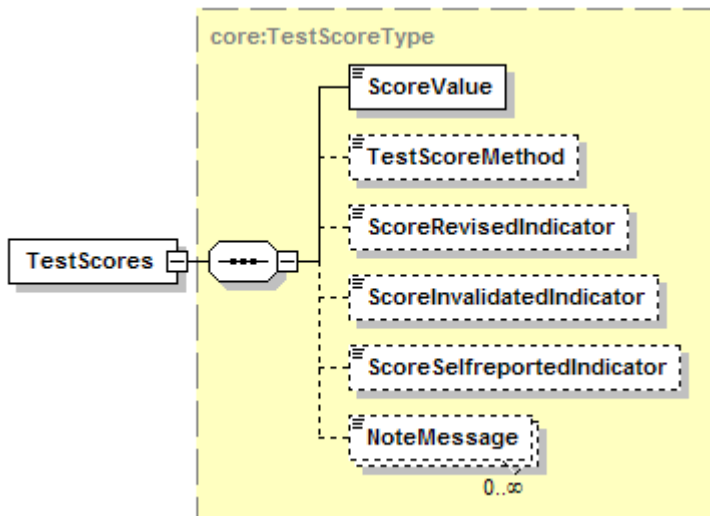 core:TestScoreType
ScoreValue
TestScoreMethod
ScoreRevisedIndicator
TestScores
ScoreInvalidatedIndicator
ScoreSelfreportedIndicator
NoteMessage
0..∞